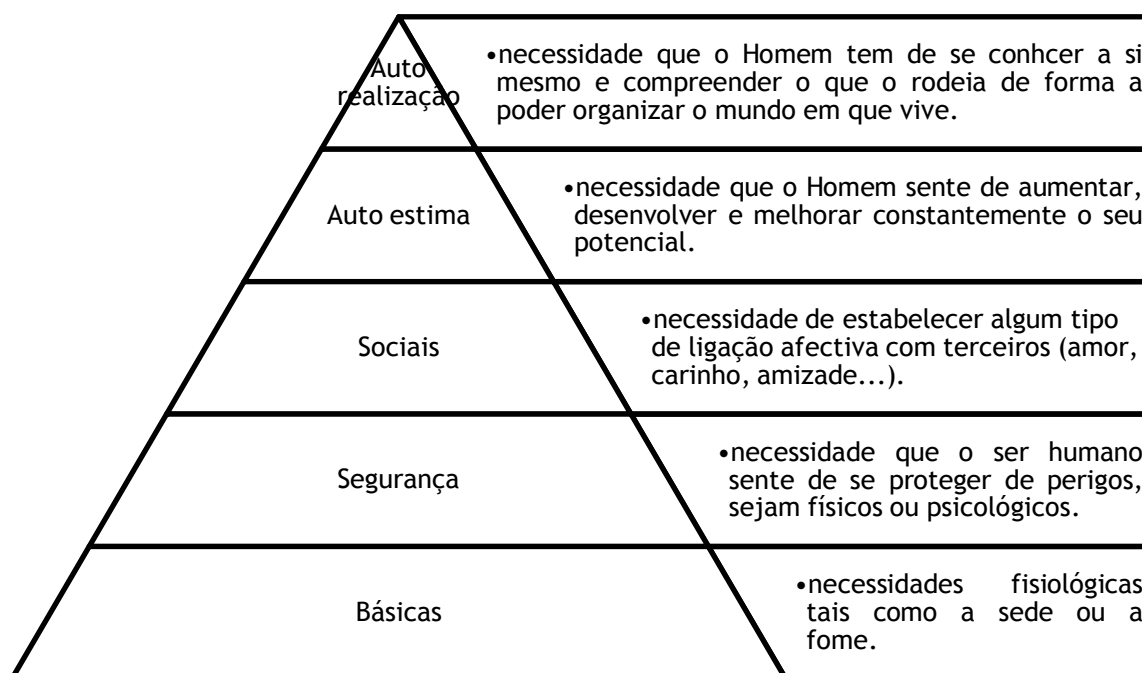 Auto
realização
•necessidade que o Homem tem de se conhcer a si
mesmo e compreender o que o rodeia de forma a
poder organizar o mundo em que vive.
Auto estima
•necessidade que o Homem sente de aumentar,
desenvolver e melhorar constantemente o seu
potencial.
Sociais
•necessidade de estabelecer algum tipo
de ligação afectiva com terceiros (amor,
carinho, amizade...).
Segurança
•necessidade que o ser humano
sente de se proteger de perigos,
sejam físicos ou psicológicos.
Básicas
•necessidades fisiológicas
tais como a sede ou a
fome.